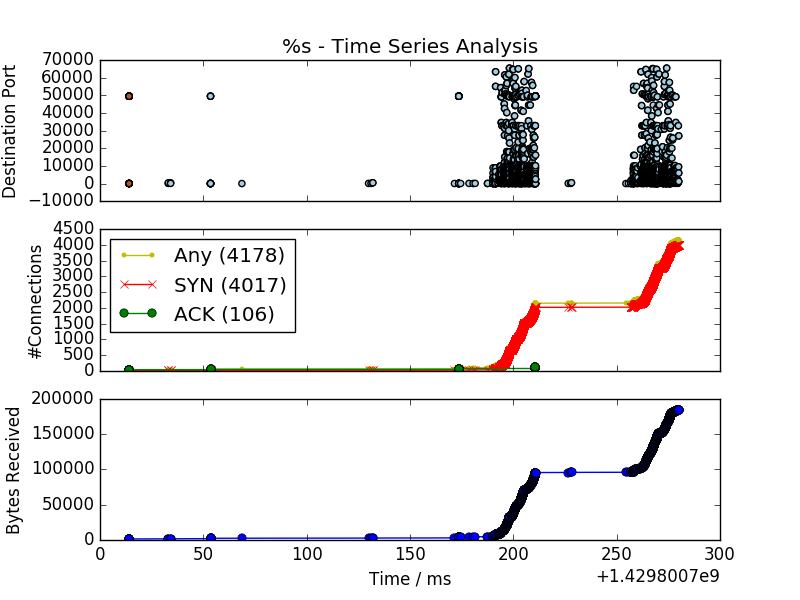 %s - Time Series Analysis
Destination Port
70000
60000
50000
40000
30000
20000
10000
0
−10000
#Connections
4500
4000
3500
3000
2500
2000
1500
1000
500
0
Any (4178)
SYN (4017)
ACK (106)
Bytes Received
200000
150000
100000
50000
0
0 50 100 150 200 250 300
Time / ms
+1.4298007e9